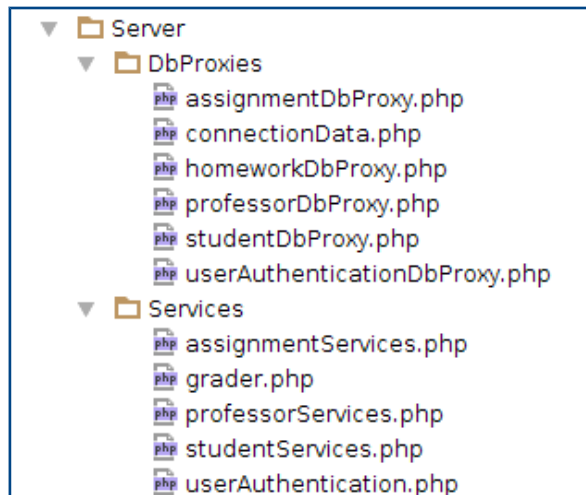 Server
DbProxies
php assignmentDbProxy.php
php connectionData.php
php homeworkDbProxy.php
php professorDbProxy.php
php studentDbProxy.php
php userAuthenticationDbProxy.php
Services
php assignmentServices.php
php grader.php
php professorServices.php
php studentServices.php
php userAuthentication.php